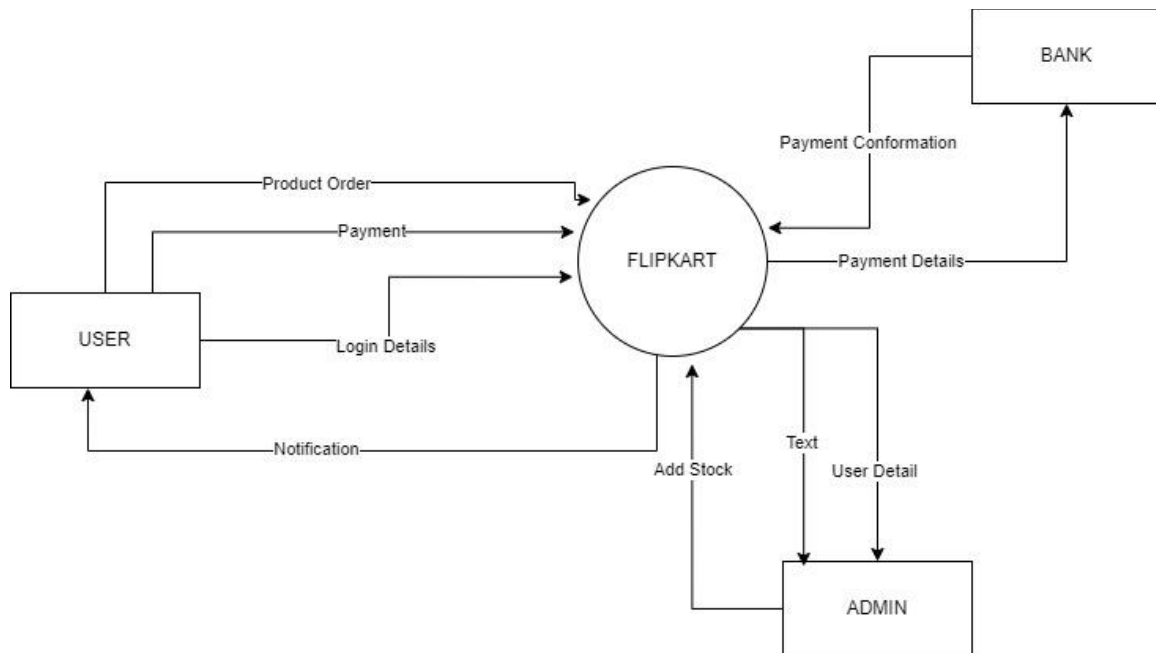 BANK
Payment Conformation
Product Order
Payment
FLIPKART
Payment Details
USER
Login Details
Notification
Text
Add Stock
User Detail
ADMIN